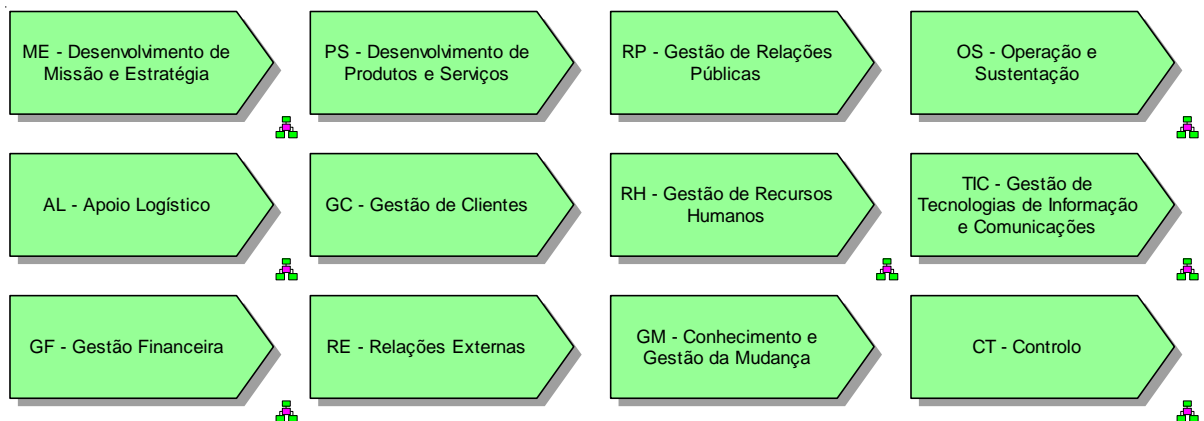 ME - Desenvolvimento de
Missão e Estratégia
PS - Desenvolvimento de
Produtos e Serviços
RP - Gestão de Relações
Públicas
OS - Operação e
Sustentação
AL - Apoio Logístico
GC - Gestão de Clientes
RH - Gestão de Recursos
Humanos
TIC - Gestão de
Tecnologias de Informação
e Comunicações
GF - Gestão Financeira
RE - Relações Externas
GM - Conhecimento e
Gestão da Mudança
CT - Controlo